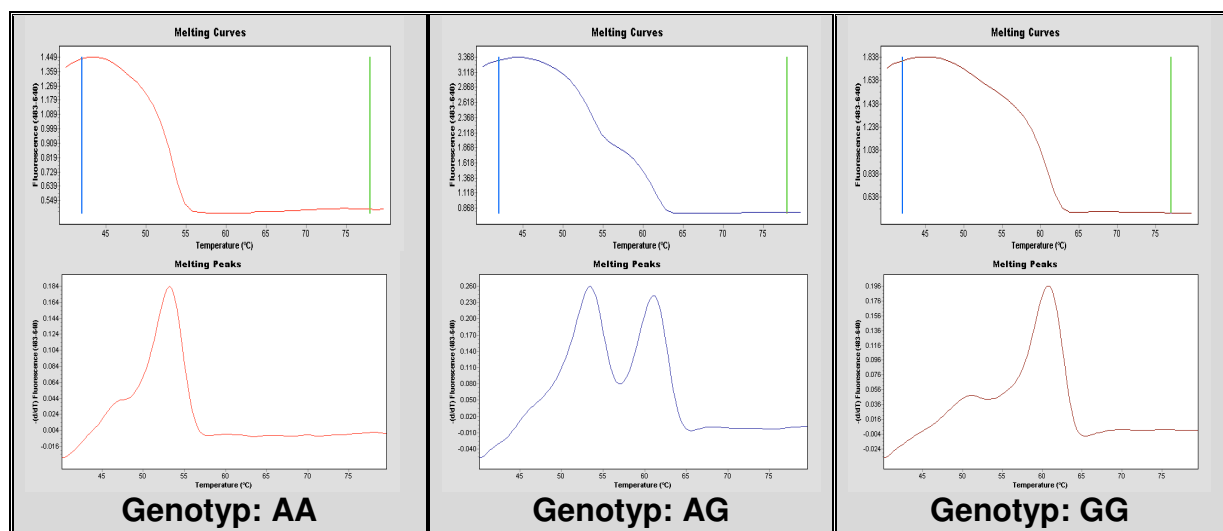 Melting Curves
Fluorescence (483-640)
1.449
1.359
1.269
1.179
1.089
0.999
0.909
0.819
0.729
0.639
0.549
45 50 55 60 65 70 75
Temperature (°C)
Melting Peaks
-(d/dT) Fluorescence (483-640)
0.184
0.164
0.144
0.124
0.104
0.084
0.064
0.044
0.024
0.004
-0.016
45 50 55 60 65 70 75
Temperature (°C)
Genotyp: AA
Melting Curves
Fluorescence (483-640)
3.368
3.118
2.868
2.618
2.368
2.118
1.868
1.618
1.368
1.118
0.868
45 50 55 60 65 70 75
Temperature (°C)
Melting Peaks
-(d/dT) Fluorescence (483-640)
0.260
0.230
0.200
0.170
0.140
0.110
0.080
0.050
0.020
-0.010
-0.040
45 50 55 60 65 70 75
Temperature (°C)
Genotyp: AG
Melting Curves
Fluorescence (483-640)
1.838
1.638
1.438
1.238
1.038
0.838
0.638
45 50 55 60 65 70 75
Temperature (°C)
Melting Peaks
-(d/dT) Fluorescence (483-640)
0.196
0.176
0.156
0.136
0.116
0.096
0.076
0.056
0.036
0.016
-0.004
-0.024
45 50 55 60 65 70 75
Temperature (°C)
Genotyp: GG